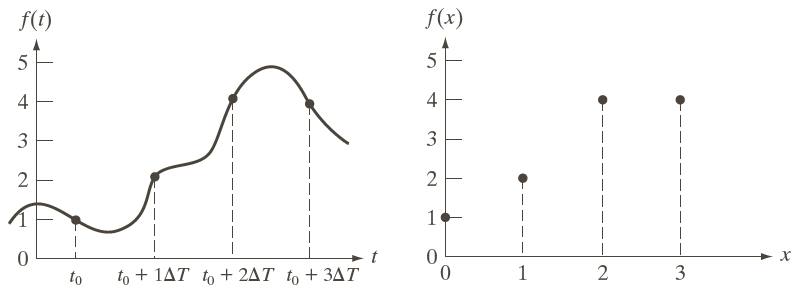 f(t)
5
4
3
2
1
0
t₀ t₀ + 1ΔT t₀ + 2ΔT t₀ + 3ΔT
t
f(x)
5
4
3
2
1
0
0 1 2 3
x